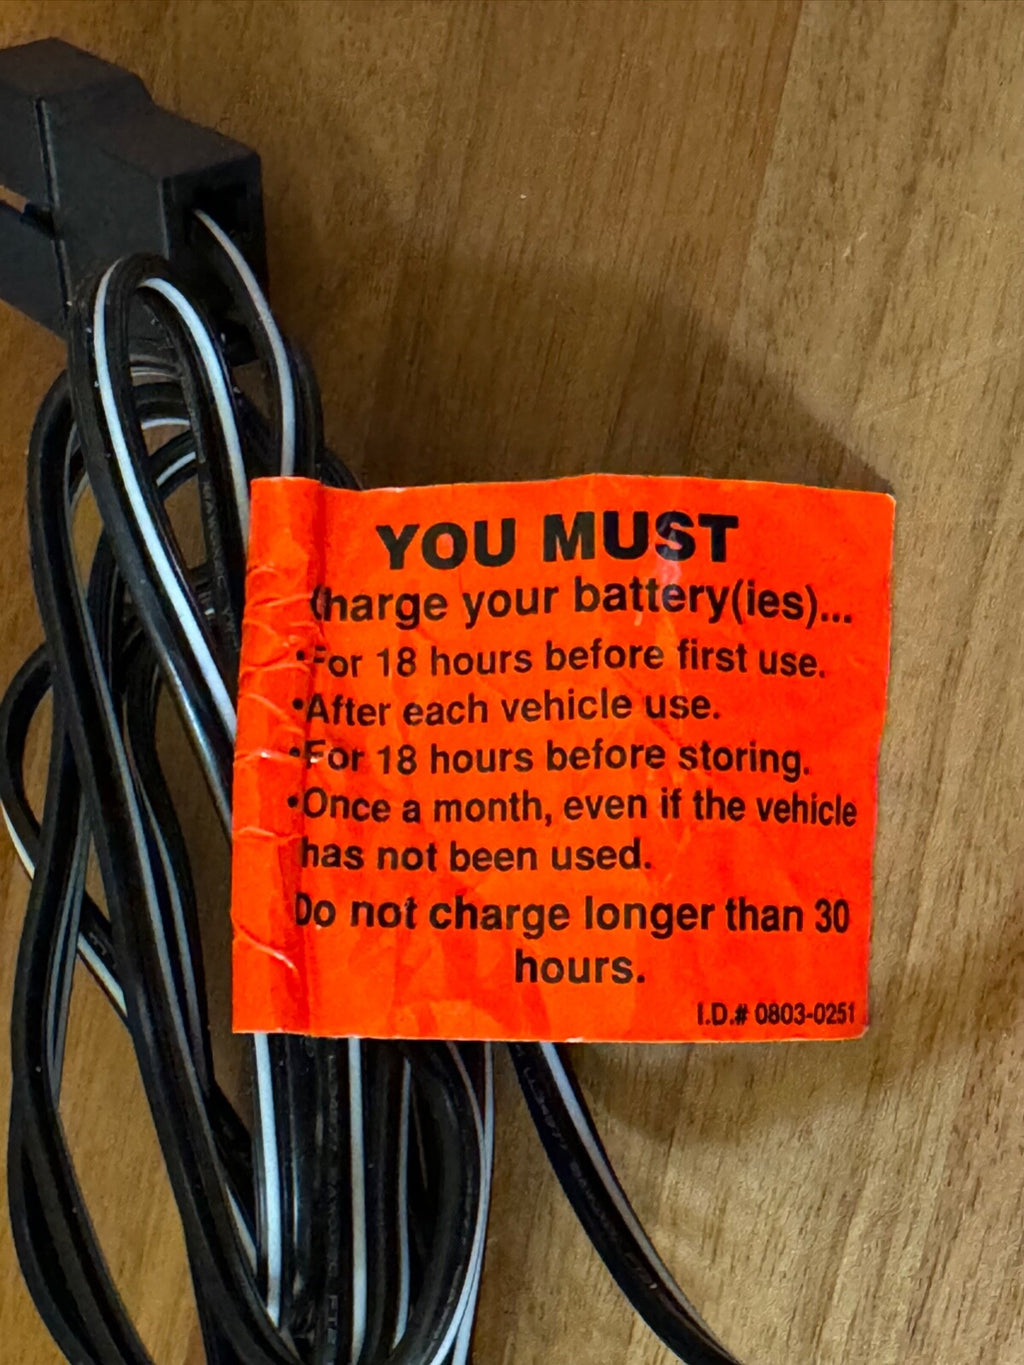 YOU MUST
Charge your battery(ies)...
•For 18 hours before first use.
•After each vehicle use.
•For 18 hours before storing.
•Once a month, even if the vehicle
has not been used.
Do not charge longer than 30
hours.
I.D.# 0803-0251